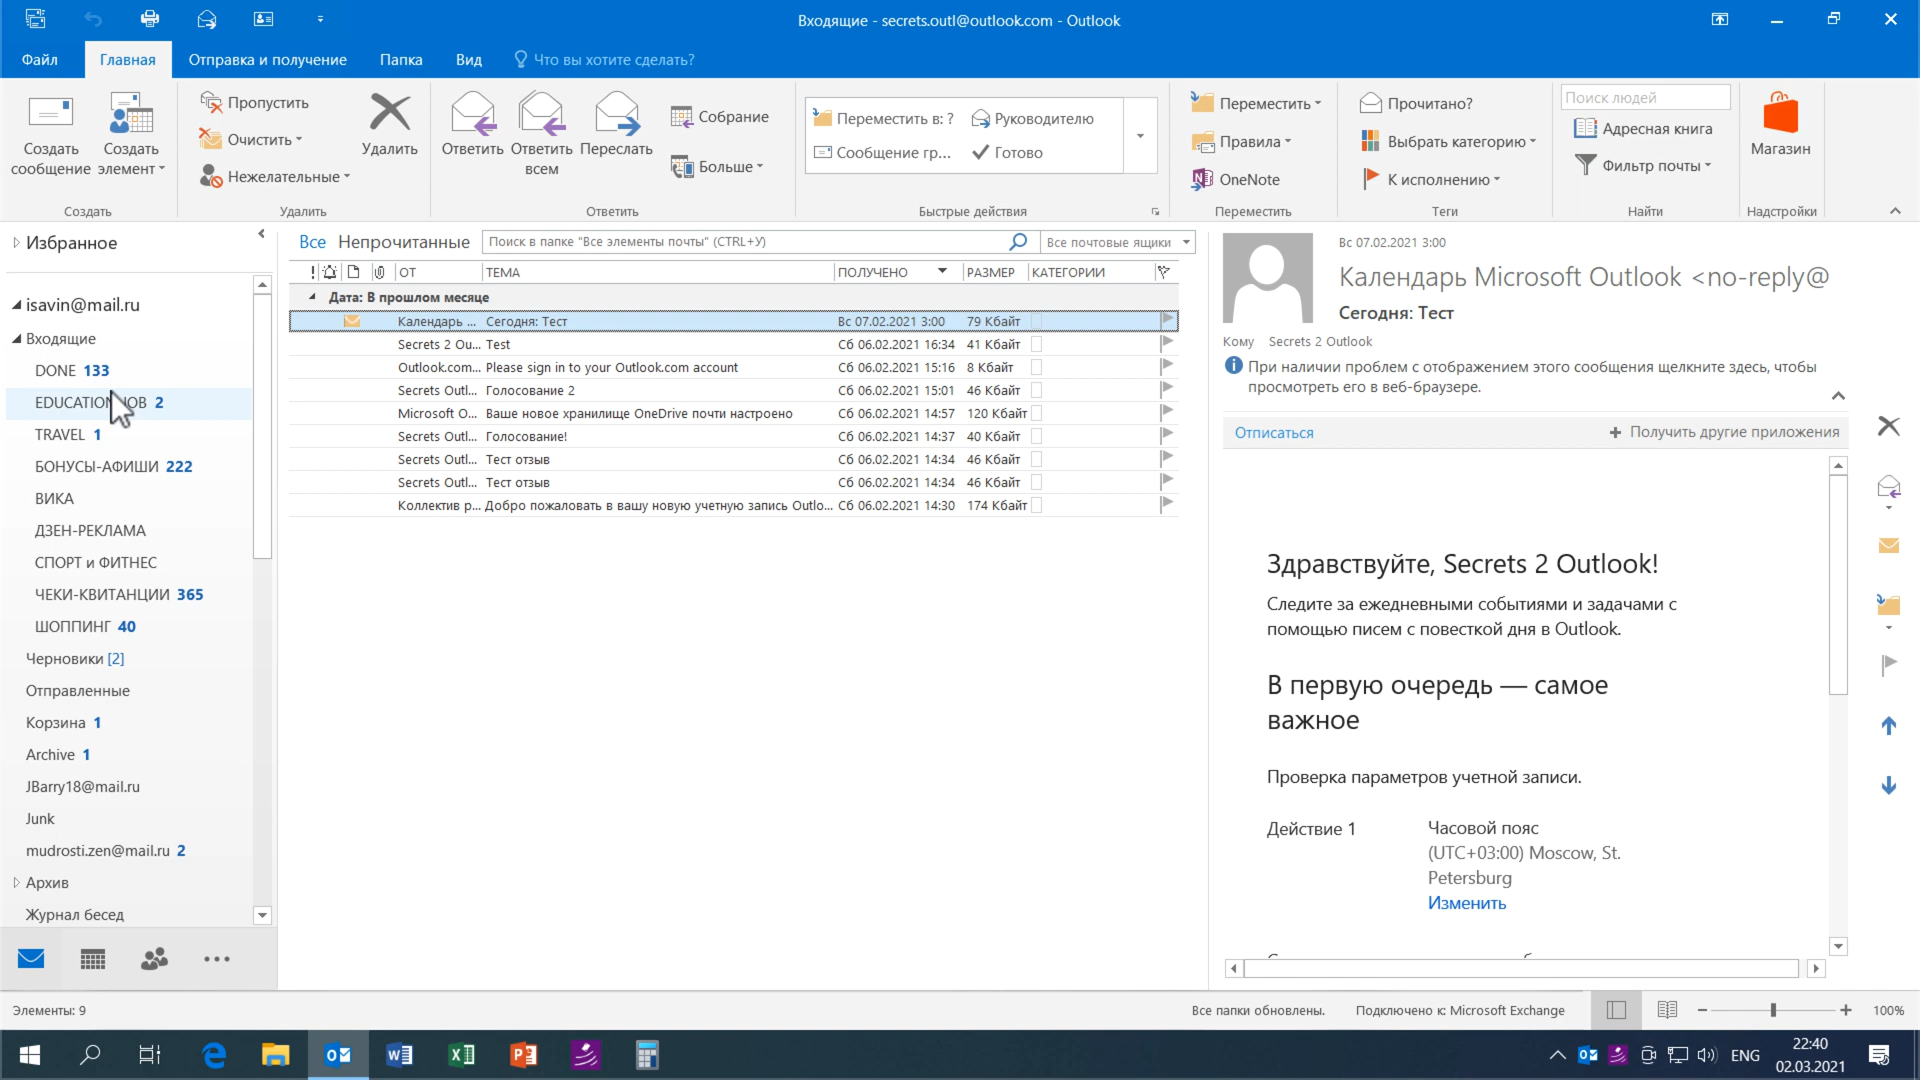 Входящие - secrets.outl@outlook.com - Outlook
Файл
Главная
Отправка и получение
Папка
Вид
Что вы хотите сделать?
Создать сообщение
Создать элемент
Создать
Пропустить
Очистить
Нежелательные
Удалить
Удалить
Ответить
Ответить всем
Переслать
Собрание
Больше
Ответить
Переместить в: ?
Сообщение гр...
Руководителю
Готово
Быстрые действия
Переместить
Правила
OneNote
Переместить
Прочитано?
Выбрать категорию
К исполнению
Теги
Поиск людей
Адресная книга
Фильтр почты
Найти
Магазин
Надстройки
Избранное
isavin@mail.ru
Входящие
DONE 133
EDUCATION JOB 2
TRAVEL 1
БОНУСЫ-АФИШИ 222
ВИКА
ДЗЕН-РЕКЛАМА
СПОРТ и ФИТНЕС
ЧЕКИ-КВИТАНЦИИ 365
ШОППИНГ 40
Черновики [2]
Отправленные
Корзина 1
Archive 1
JBarry18@mail.ru
Junk
mudrosti.zen@mail.ru 2
Архив
Журнал бесед
Все Непрочитанные
Поиск в папке "Все элементы почты" (CTRL+У)
Все почтовые ящики
! ОТ ТЕМА ПОЛУЧЕНО РАЗМЕР КАТЕГОРИИ
Дата: В прошлом месяце
Календарь ... Сегодня: Тест Вс 07.02.2021 3:00 79 Кбайт
Secrets 2 Ou... Test Сб 06.02.2021 16:34 41 Кбайт
Outlook.com... Please sign in to your Outlook.com account Сб 06.02.2021 15:16 8 Кбайт
Secrets Outl... Голосование 2 Сб 06.02.2021 15:01 46 Кбайт
Microsoft O... Ваше новое хранилище OneDrive почти настроено Сб 06.02.2021 14:57 120 Кбайт
Secrets Outl... Голосование! Сб 06.02.2021 14:37 40 Кбайт
Secrets Outl... Тест отзыв Сб 06.02.2021 14:34 46 Кбайт
Secrets Outl... Тест отзыв Сб 06.02.2021 14:34 46 Кбайт
Коллектив р... Добро пожаловать в вашу новую учетную запись Outlo... Сб 06.02.2021 14:30 174 Кбайт
Вс 07.02.2021 3:00
Календарь Microsoft Outlook <no-reply@
Сегодня: Тест
Кому Secrets 2 Outlook
При наличии проблем с отображением этого сообщения щелкните здесь, чтобы
просмотреть его в веб-браузере.
Отписаться
+ Получить другие приложения
Здравствуйте, Secrets 2 Outlook!
Следите за ежедневными событиями и задачами с
помощью писем с повесткой дня в Outlook.
В первую очередь — самое
важное
Проверка параметров учетной записи.
Действие 1
Часовой пояс
(UTC+03:00) Moscow, St.
Petersburg
Изменить
Элементы: 9
Все папки обновлены.
Подключено к: Microsoft Exchange
100%
ENG
22:40
02.03.2021